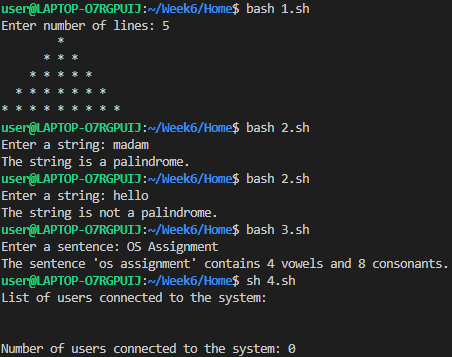 user@LAPTOP-O7RGPUIJ:~/Week6/Home$ bash 1.sh
Enter number of lines: 5
        *
      * * *
    * * * * *
  * * * * * * *
* * * * * * * * *
user@LAPTOP-O7RGPUIJ:~/Week6/Home$ bash 2.sh
Enter a string: madam
The string is a palindrome.
user@LAPTOP-O7RGPUIJ:~/Week6/Home$ bash 2.sh
Enter a string: hello
The string is not a palindrome.
user@LAPTOP-O7RGPUIJ:~/Week6/Home$ bash 3.sh
Enter a sentence: OS Assignment
The sentence 'os assignment' contains 4 vowels and 8 consonants.
user@LAPTOP-O7RGPUIJ:~/Week6/Home$ sh 4.sh
List of users connected to the system:
Number of users connected to the system: 0